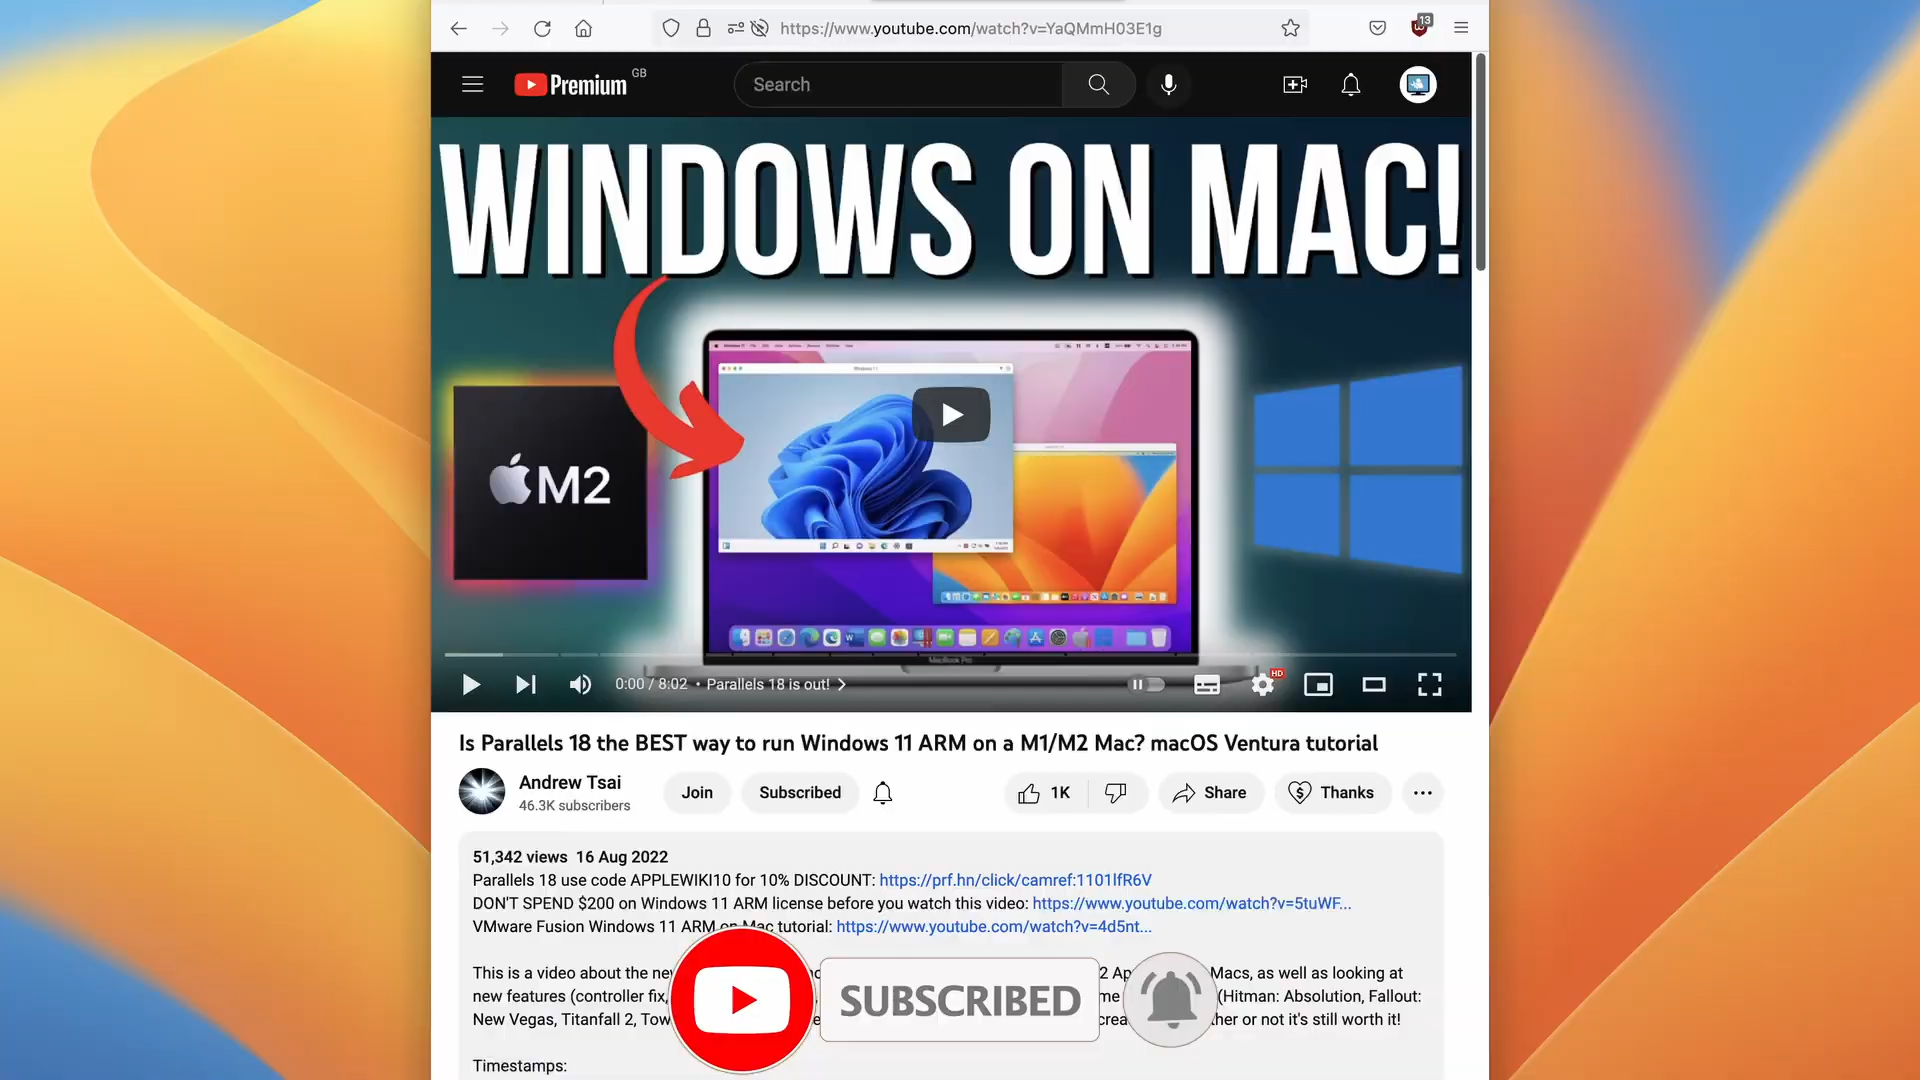 https://www.youtube.com/watch?v=YaQMmH03E1g
13
Premium GB
Search
WINDOWS ON MAC!
M2
MacBook Pro
0:00 / 8:02 • Parallels 18 is out!
HD
Is Parallels 18 the BEST way to run Windows 11 ARM on a M1/M2 Mac? macOS Ventura tutorial
Andrew Tsai
46.3K subscribers
Join
Subscribed
1K
Share
Thanks
51,342 views 16 Aug 2022
Parallels 18 use code APPLEWIKI10 for 10% DISCOUNT: https://prf.hn/click/camref:1101lfR6V
DON'T SPEND $200 on Windows 11 ARM license before you watch this video: https://www.youtube.com/watch?v=5tuWF...
VMware Fusion Windows 11 ARM on Mac tutorial: https://www.youtube.com/watch?v=4d5nt...
This is a video about the Macs, as well as looking at
new features (controller fix, (Hitman: Absolution, Fallout:
New Vegas, Titanfall 2, or not it's still worth it!
SUBSCRIBED
Timestamps: